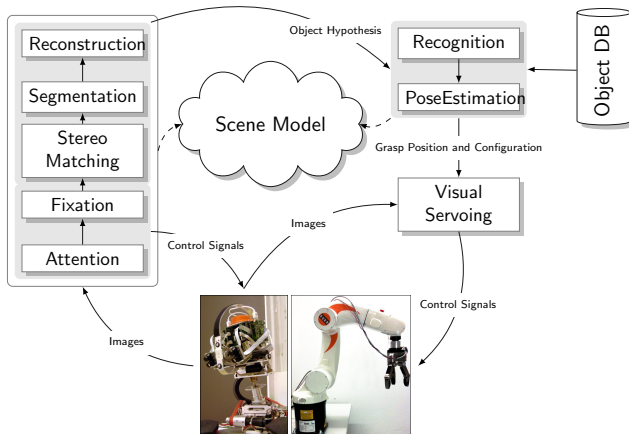 Reconstruction
Segmentation
Stereo
Matching
Fixation
Attention
Object Hypothesis
Recognition
PoseEstimation
Object DB
Scene Model
Grasp Position and Configuration
Visual
Servoing
Images
Control Signals
Control Signals
Images